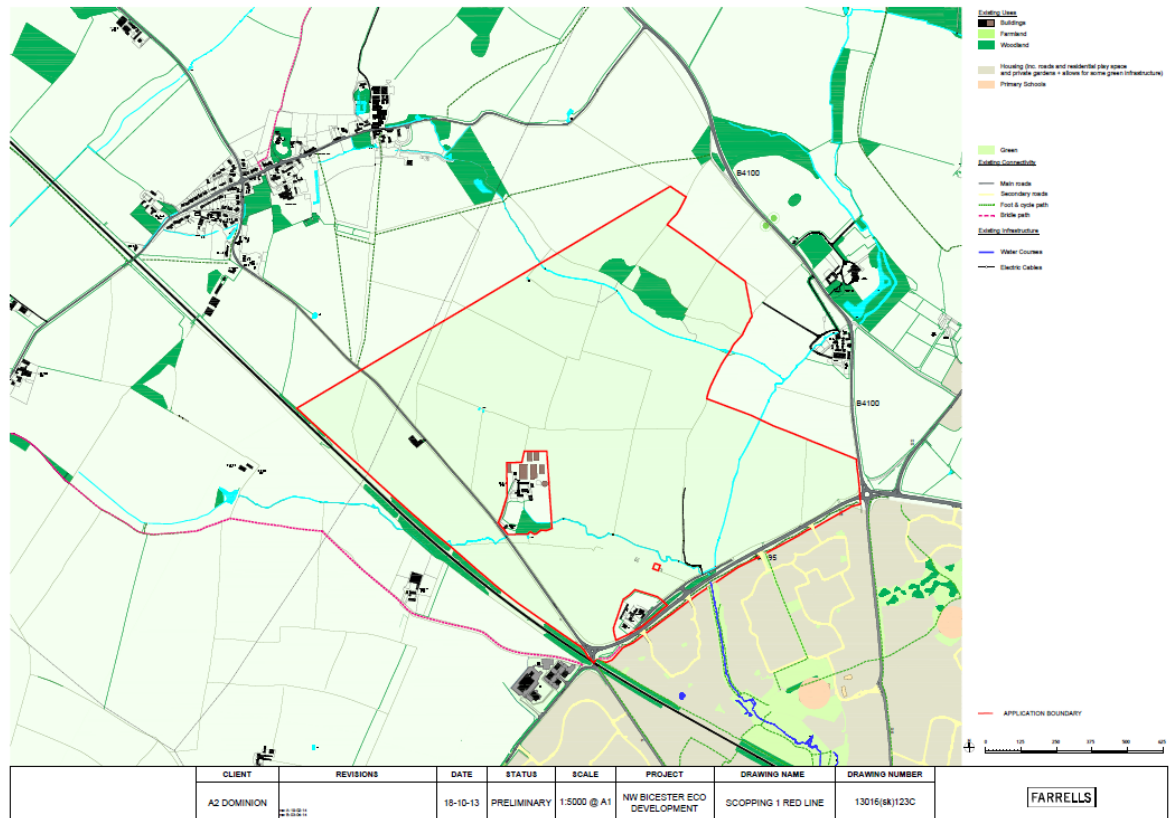 Existing Uses
Buildings
Farmland
Woodland
Housing (Inc. roads and residential play space
and private gardens + allows for some green infrastructure)
Primary Schools
Green
Existing Connectivity
Main roads
Secondary roads
Foot & cycle path
Bridle path
Existing Infrastructure
Water Courses
Electric Cables
B4100
B4100
95
APPLICATION BOUNDARY
0 125 250 375 500 625
CLIENT REVISIONS DATE STATUS SCALE PROJECT DRAWING NAME DRAWING NUMBER
A2 DOMINION 18-10-13 PRELIMINARY 1:5000 @ A1 NW BICESTER ECO DEVELOPMENT SCOPPING 1 RED LINE 13016(sk)123C
FARRELLS